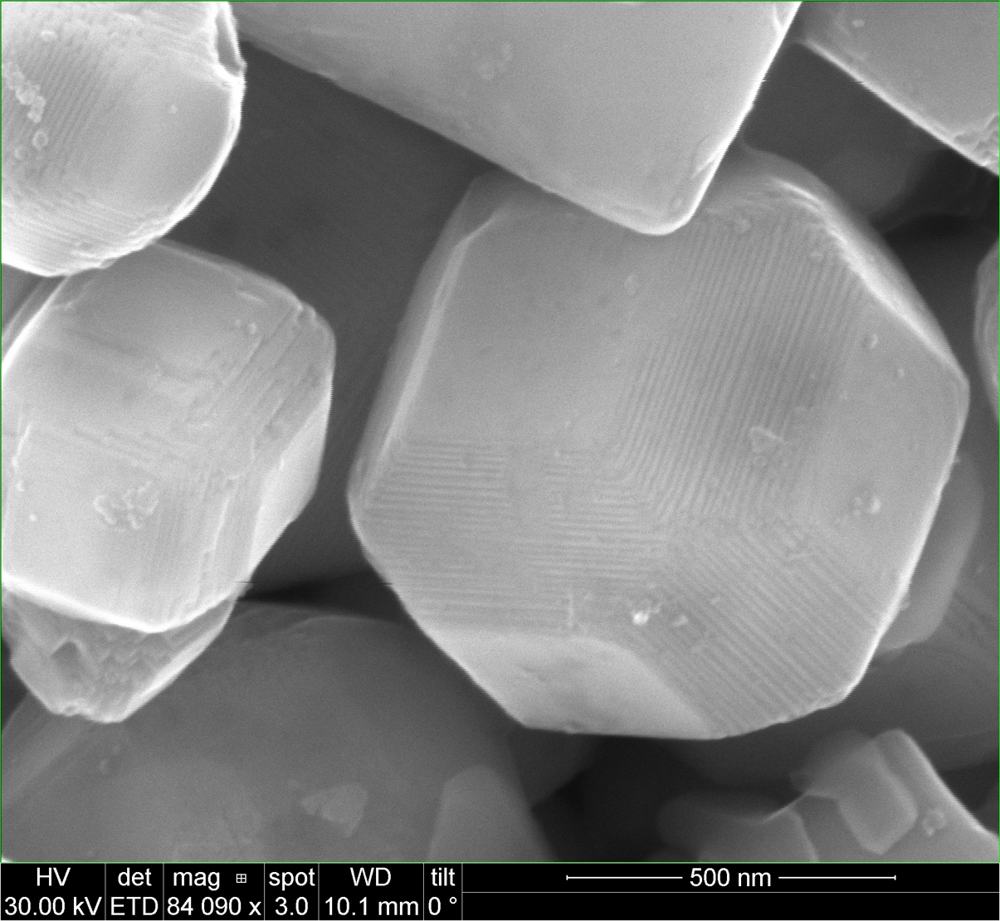 HV det mag ⊞ spot WD tilt 500 nm
30.00 kV ETD 84 090 x 3.0 10.1 mm 0 °